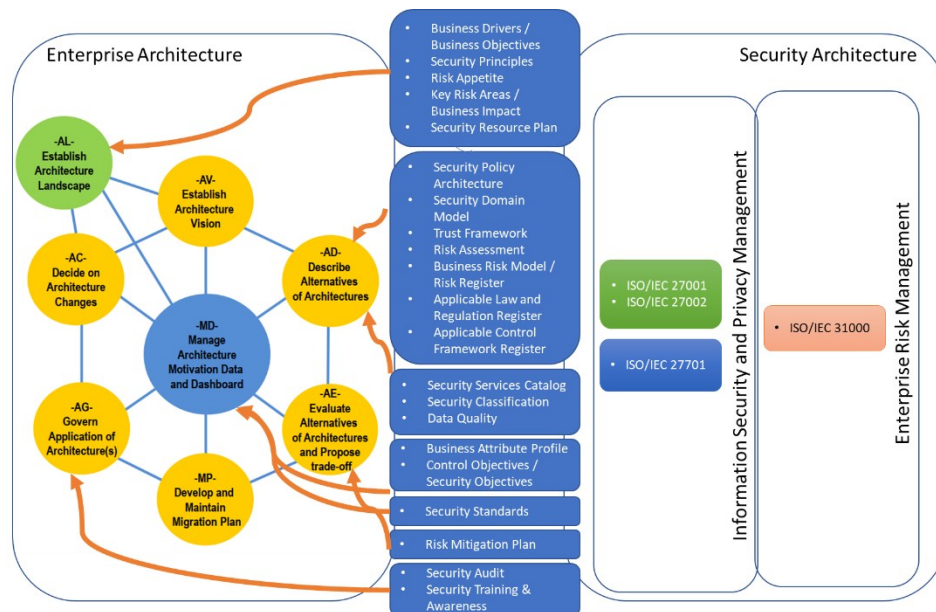 Enterprise Architecture
-AL-
Establish
Architecture
Landscape
-AV-
Establish
Architecture
Vision
-AC-
Decide on
Architecture
Changes
-AD-
Describe
Alternatives
of Architectures
-MD-
Manage
Architecture
Motivation Data
and Dashboard
-AG-
Govern
Application of
Architecture(s)
-AE-
Evaluate
Alternatives
of Architectures
and Propose
trade-off
-MP-
Develop and
Maintain
Migration Plan
• Business Drivers /
Business Objectives
• Security Principles
• Risk Appetite
• Key Risk Areas /
Business Impact
• Security Resource Plan
• Security Policy
Architecture
• Security Domain
Model
• Trust Framework
• Risk Assessment
• Business Risk Model /
Risk Register
• Applicable Law and
Regulation Register
• Applicable Control
Framework Register
• Security Services Catalog
• Security Classification
• Data Quality
• Business Attribute Profile
• Control Objectives /
Security Objectives
• Security Standards
• Risk Mitigation Plan
• Security Audit
• Security Training &
Awareness
Security Architecture
• ISO/IEC 27001
• ISO/IEC 27002
• ISO/IEC 27701
Information Security and Privacy Management
• ISO/IEC 31000
Enterprise Risk Management